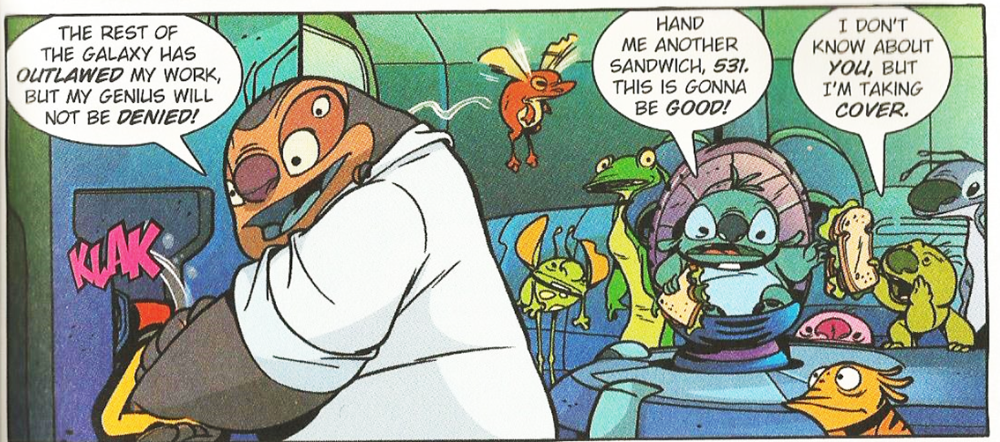 THE REST OF
THE GALAXY HAS
OUTLAWED MY WORK,
BUT MY GENIUS WILL
NOT BE DENIED!
KLAK
HAND
ME ANOTHER
SANDWICH, 531.
THIS IS GONNA
BE GOOD!
I DON'T
KNOW ABOUT
YOU, BUT
I'M TAKING
COVER.